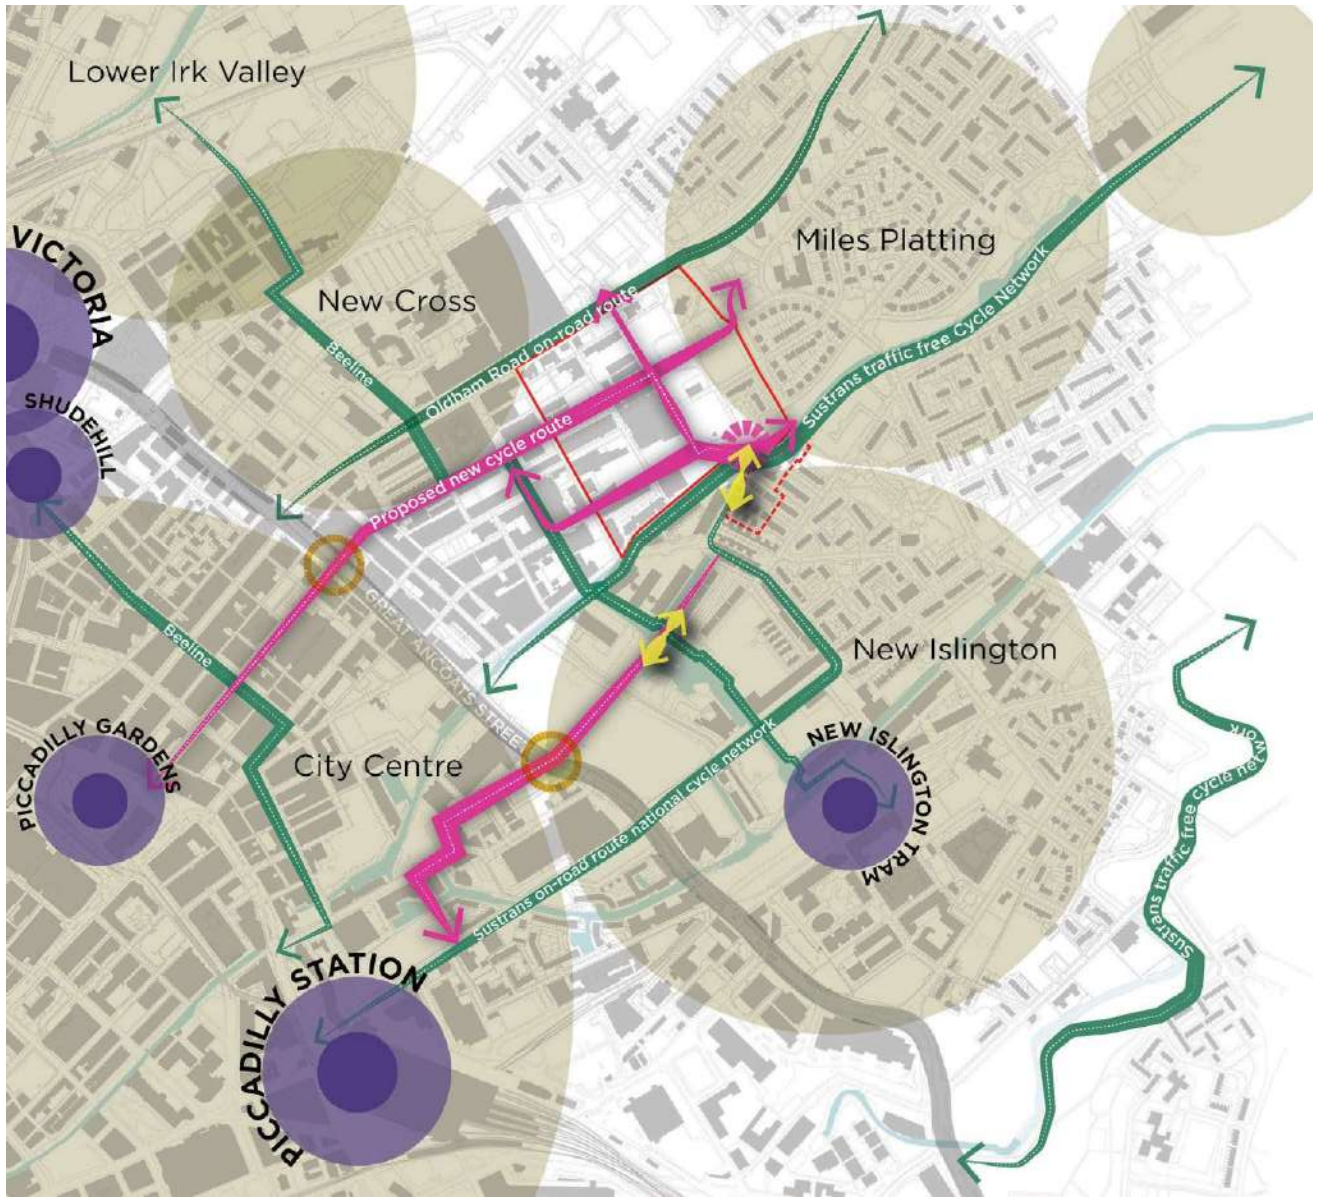 Lower Irk Valley
VICTORIA
Miles Platting
New Cross
Oldham Road on-road route
Sustrans traffic free Cycle Network
Beeline
SHUDEHILL
Proposed new cycle route
GREAT ANCOATS STREET
Beeline
New Islington
PICCADILLY GARDENS
City Centre
NEW ISLINGTON TRAM
Sustrans on-road route national cycle network
Sustrans traffic free cycle net
work
PICCADILLY STATION